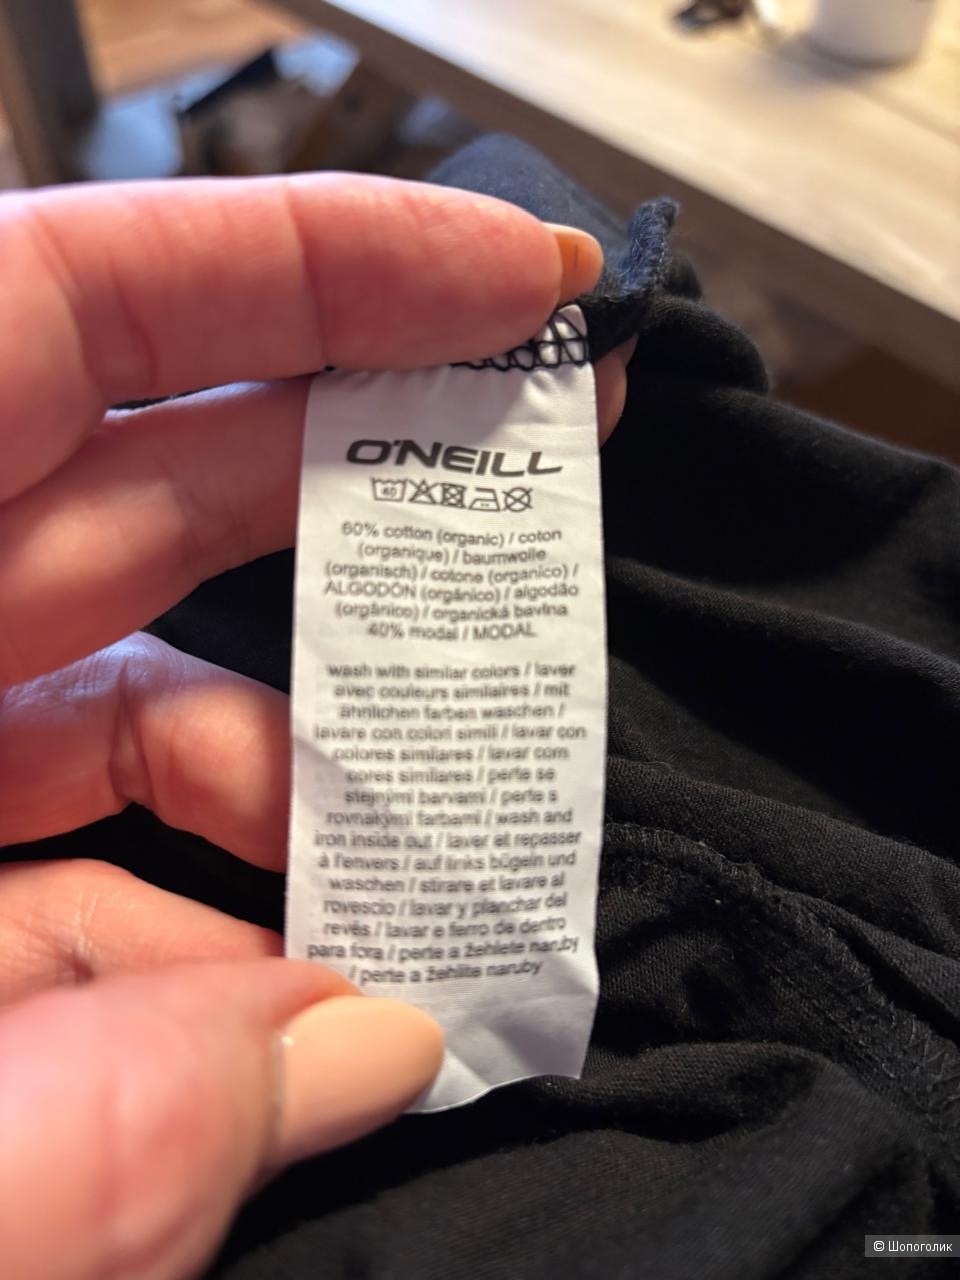 O'NEILL
40
60% cotton (organic) / coton
(organique) / baumwolle
(organisch) / cotone (organico) /
ALGODÓN (orgánico) / algodão
(orgânico) / organická bavlna
40% modal / MODAL
wash with similar colors / laver
avec couleurs similaires / mit
ähnlichen farben waschen /
lavare con colori simili / lavar con
colores similares / lavar com
cores similares / perte se
stejnými barvami / perte s
rovnakými farbami / wash and
iron inside out / laver et repasser
à l'envers / auf links bügeln und
waschen / stirare et lavare al
rovescio / lavar y planchar del
revés / lavar e ferro de dentro
para fora / perte a žehlete naruby
/ perte a žehlite naruby
© Шопоголик